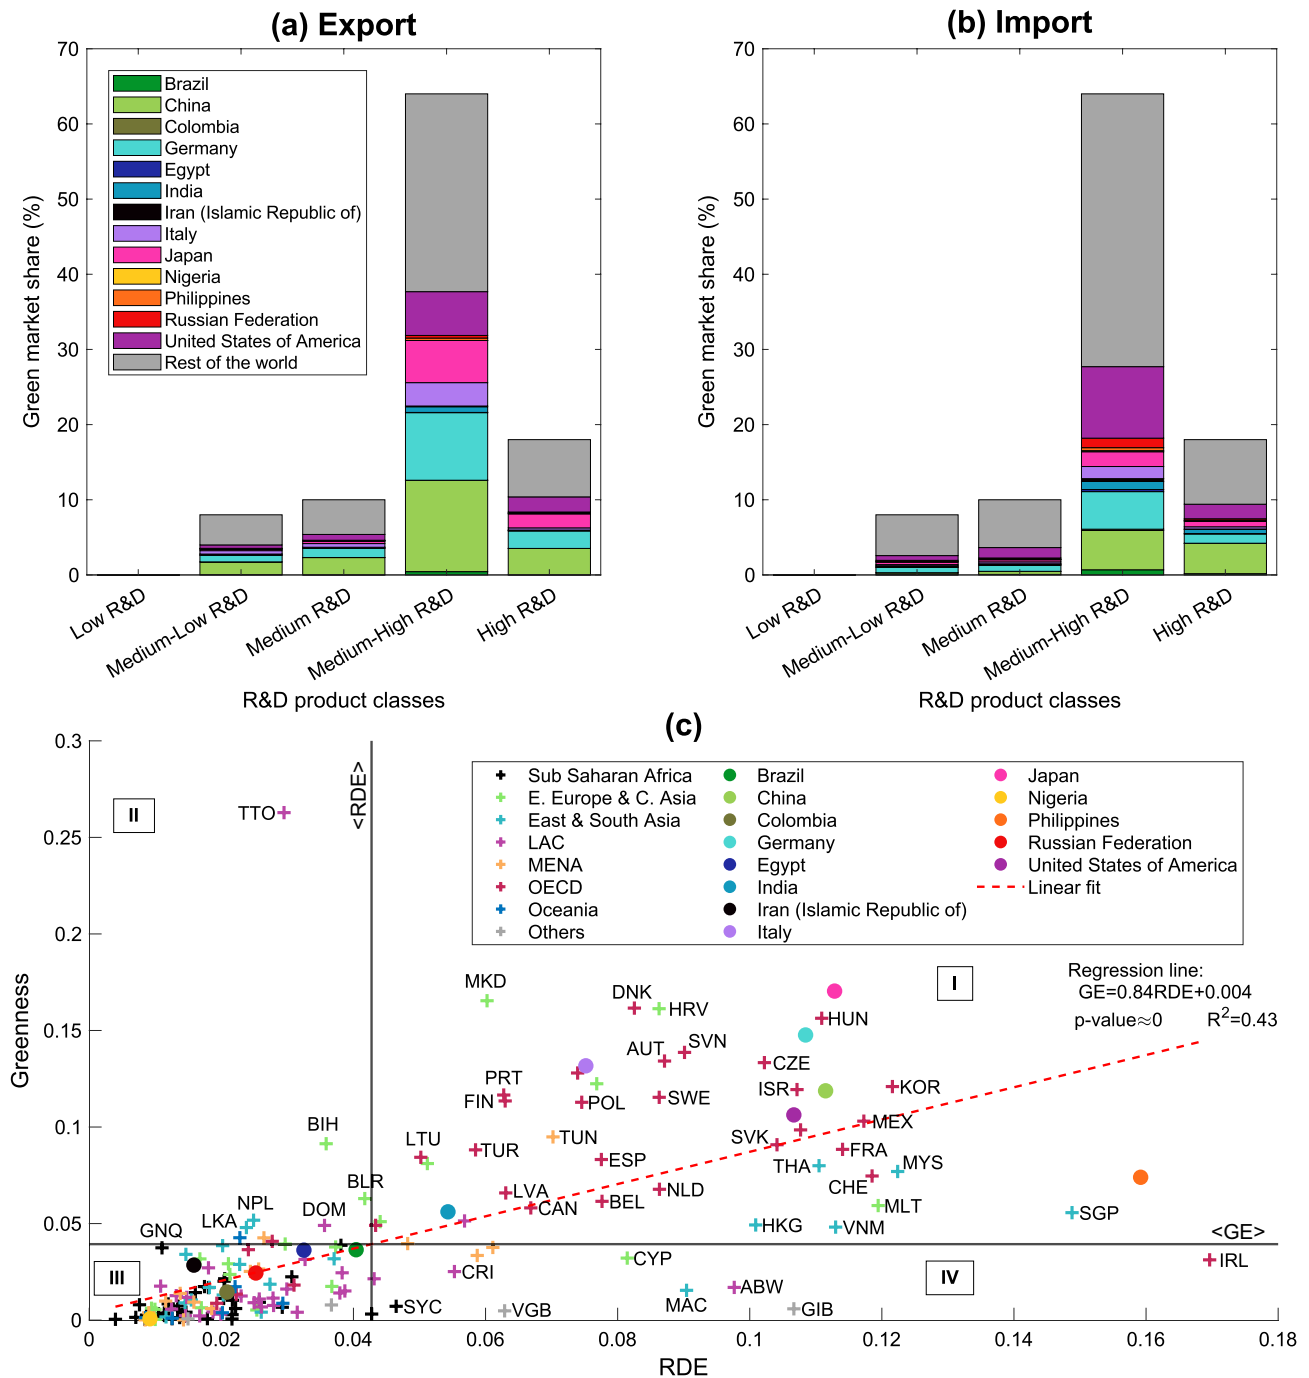 (a) Export
70
60
50
40
30
20
10
0
Green market share (%)
Brazil
China
Colombia
Germany
Egypt
India
Iran (Islamic Republic of)
Italy
Japan
Nigeria
Philippines
Russian Federation
United States of America
Rest of the world
Low R&D
Medium-Low R&D
Medium R&D
Medium-High R&D
High R&D
R&D product classes
(b) Import
70
60
50
40
30
20
10
0
Green market share (%)
Low R&D
Medium-Low R&D
Medium R&D
Medium-High R&D
High R&D
R&D product classes
(c)
0.3
0.25
0.2
0.15
0.1
0.05
0
Greenness
II
<RDE>
TTO
Sub Saharan Africa
E. Europe & C. Asia
East & South Asia
LAC
MENA
OECD
Oceania
Others
Brazil
China
Colombia
Germany
Egypt
India
Iran (Islamic Republic of)
Italy
Japan
Nigeria
Philippines
Russian Federation
United States of America
Linear fit
I
Regression line:
GE=0.84RDE+0.004
p-value≈0 R²=0.43
MKD
DNK
HRV
HUN
AUT
SVN
CZE
PRT
FIN
POL
SWE
ISR
KOR
BIH
LTU
TUR
TUN
ESP
SVK
MEX
FRA
THA
MYS
CHE
BLR
LVA
CAN
BEL
NLD
MLT
NPL
LKA
DOM
HKG
VNM
SGP
GNQ
<GE>
III
CRI
CYP
IV
IRL
SYC
VGB
MAC
ABW
GIB
0
0.02
0.04
0.06
0.08
0.1
0.12
0.14
0.16
0.18
RDE